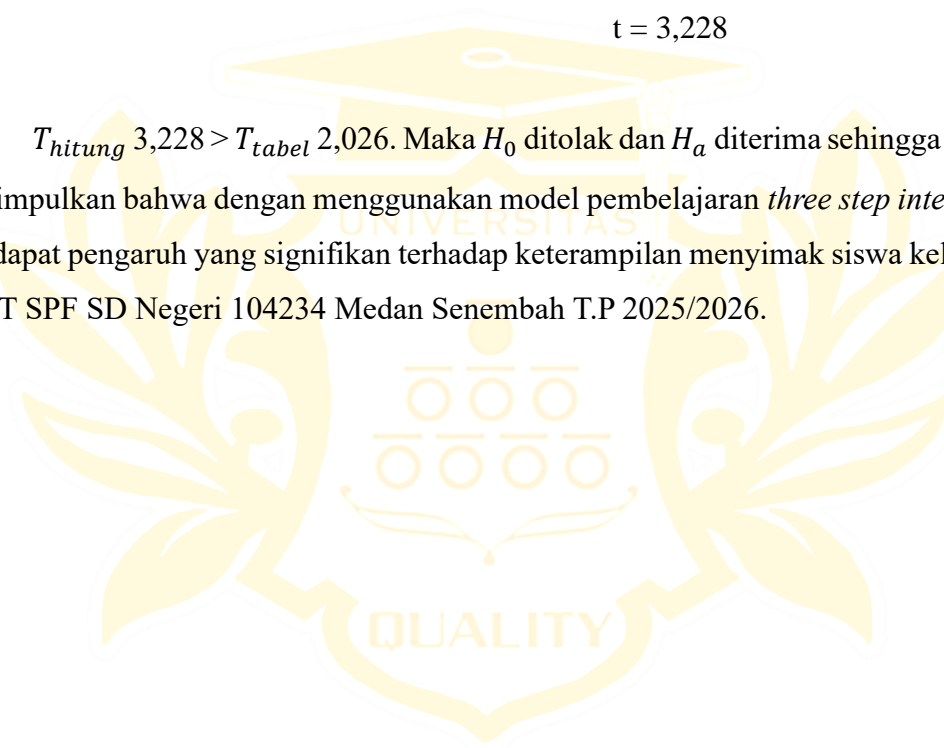 t = 3,228
T_hitung 3,228 > T_tabel 2,026. Maka H_0 ditolak dan H_a diterima sehingga
impulkan bahwa dengan menggunakan model pembelajaran three step inte
UNIVERSITAS
dapat pengaruh yang signifikan terhadap keterampilan menyimak siswa kel
T SPF SD Negeri 104234 Medan Senembah T.P 2025/2026.
QUALITY